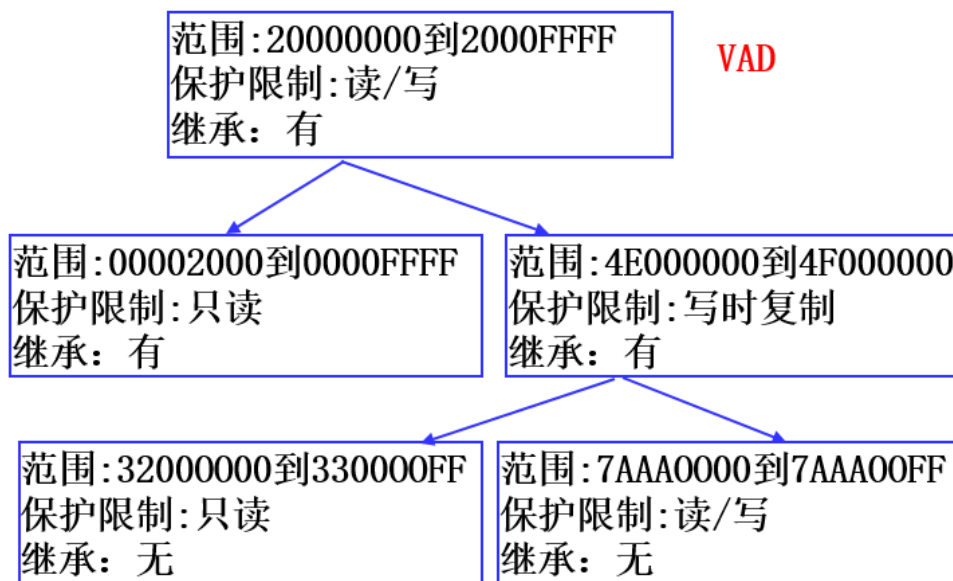 范围:20000000到2000FFFF
保护限制:读/写
继承：有
VAD
范围:00002000到0000FFFF
保护限制:只读
继承：有
范围:4E000000到4F000000
保护限制:写时复制
继承：有
范围:32000000到330000FF
保护限制:只读
继承：无
范围:7AAA0000到7AAA00FF
保护限制:读/写
继承：无